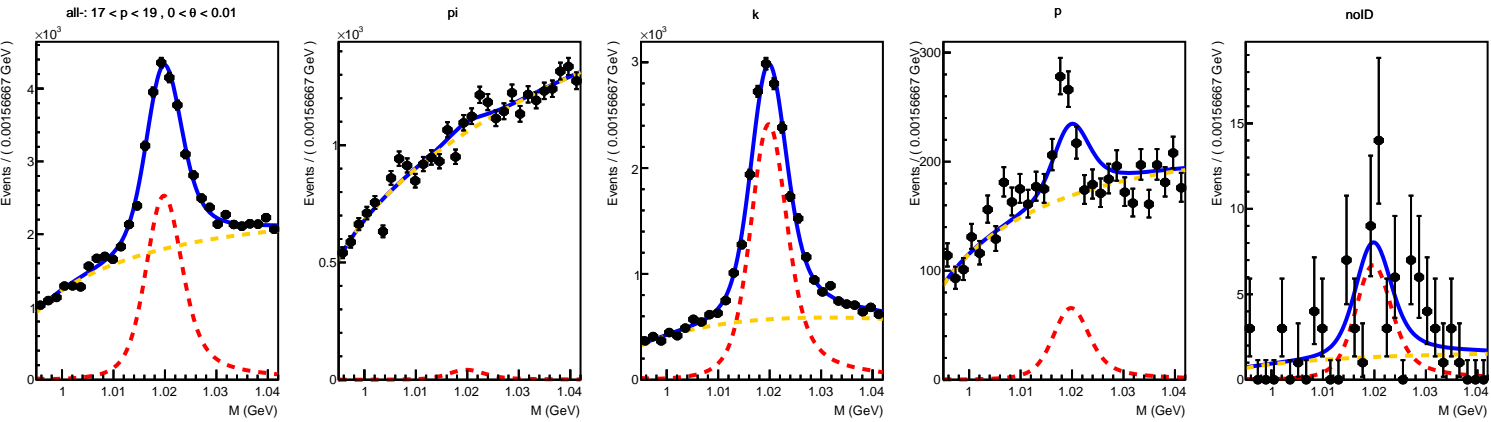 all-: 17 < p < 19 , 0 < θ < 0.01
×10³
Events / ( 0.00156667 GeV )
4
3
2
1
0
1 1.01 1.02 1.03 1.04
M (GeV)
pi
×10³
Events / ( 0.00156667 GeV )
1
0.5
0
1 1.01 1.02 1.03 1.04
M (GeV)
k
×10³
Events / ( 0.00156667 GeV )
3
2
1
0
1 1.01 1.02 1.03 1.04
M (GeV)
p
Events / ( 0.00156667 GeV )
300
200
100
0
1 1.01 1.02 1.03 1.04
M (GeV)
noID
Events / ( 0.00156667 GeV )
15
10
5
0
1 1.01 1.02 1.03 1.04
M (GeV)